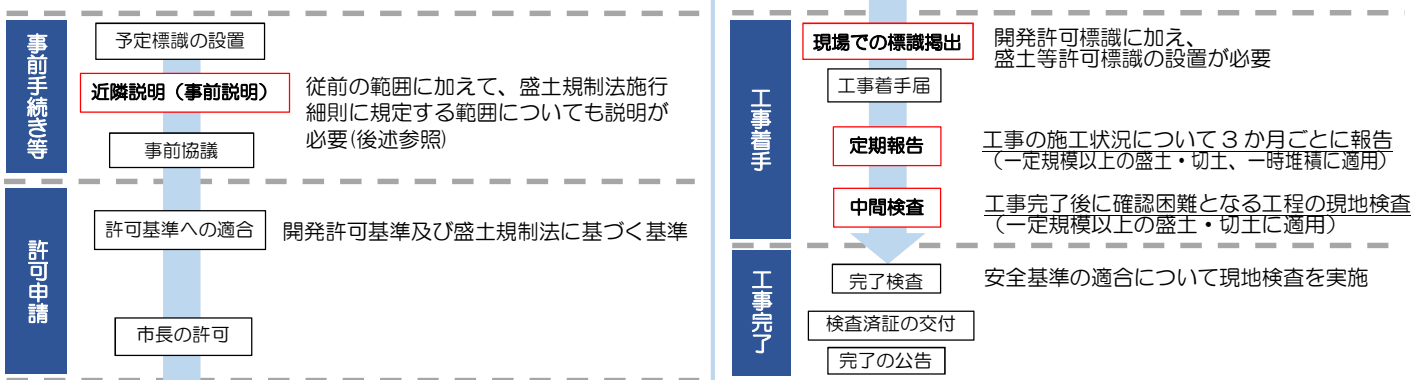 事前手続き等
予定標識の設置
近隣説明（事前説明）
従前の範囲に加えて、盛土規制法施行
細則に規定する範囲についても説明が
必要(後述参照)
事前協議
許可申請
許可基準への適合
開発許可基準及び盛土規制法に基づく基準
市長の許可
工事着手
現場での標識掲出
開発許可標識に加え、
盛土等許可標識の設置が必要
工事着手届
定期報告
工事の施工状況について３か月ごとに報告
（一定規模以上の盛土・切土、一時堆積に適用）
中間検査
工事完了後に確認困難となる工程の現地検査
（一定規模以上の盛土・切土に適用）
工事完了
完了検査
安全基準の適合について現地検査を実施
検査済証の交付
完了の公告